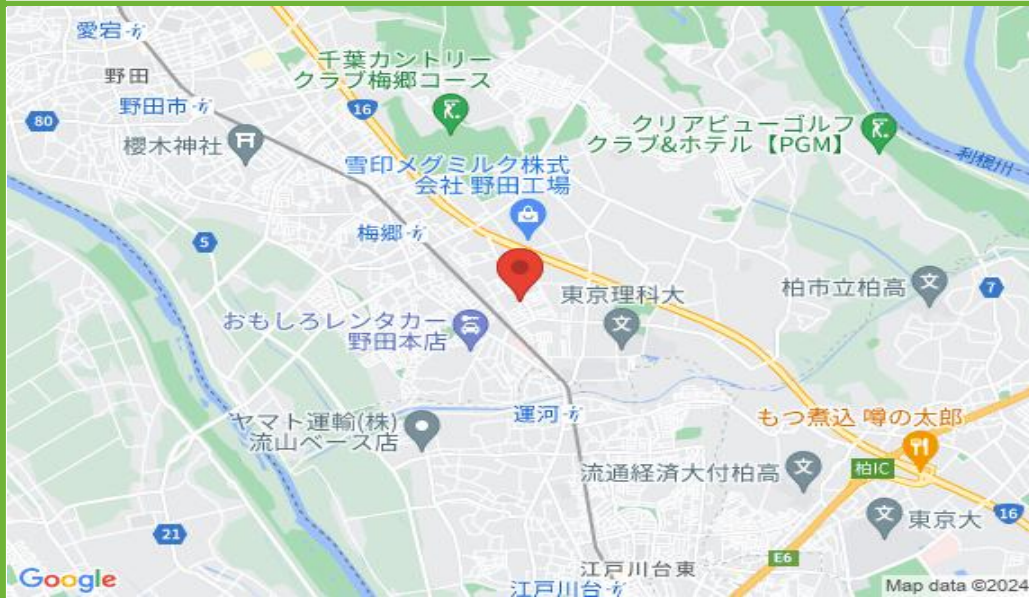 愛宕
野田
野田市
80
櫻木神社
千葉カントリー
クラブ梅郷コース
16
クリアビューゴルフ
クラブ&ホテル【PGM】
利根川
雪印メグミルク株式
会社 野田工場
梅郷
5
東京理科大
柏市立柏高
7
おもしろレンタカー
野田本店
ヤマト運輸(株)
流山ベース店
運河
もつ煮込 噂の太郎
流通経済大付柏高
柏IC
東京大
16
21
E6
江戸川台東
江戸川台
Google
Map data ©2024